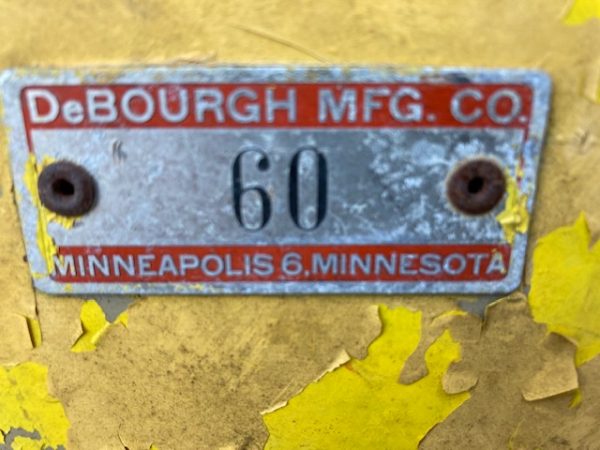 DeBOURGH MFG. CO.
60
MINNEAPOLIS 6, MINNESOTA